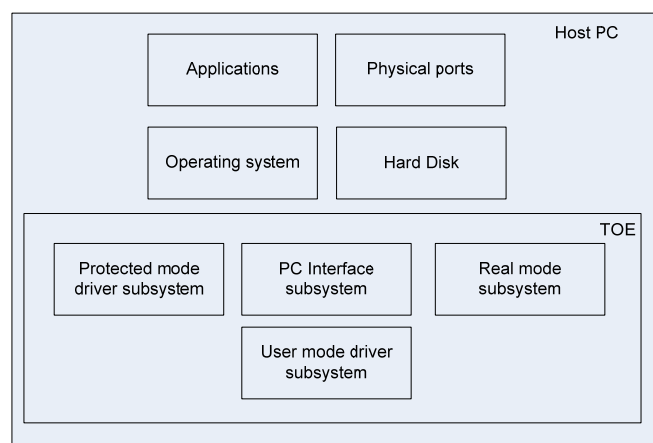 Host PC
Applications
Physical ports
Operating system
Hard Disk
TOE
Protected mode
driver subsystem
PC Interface
subsystem
Real mode
subsystem
User mode driver
subsystem